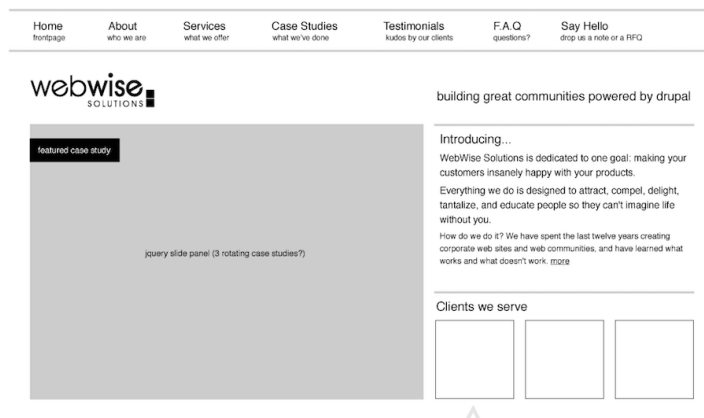 Home About Services Case Studies Testimonials F.A.Q Say Hello
frontpage who we are what we offer what we've done kudos by our clients questions? drop us a note or a RFQ
webwise
SOLUTIONS
building great communities powered by drupal
featured case study
jquery slide panel (3 rotating case studies?)
Introducing...
WebWise Solutions is dedicated to one goal: making your
customers insanely happy with your products.
Everything we do is designed to attract, compel, delight,
tantalize, and educate people so they can't imagine life
without you.
How do we do it? We have spent the last twelve years creating
corporate web sites and web communities, and have learned what
works and what doesn't work. more
Clients we serve